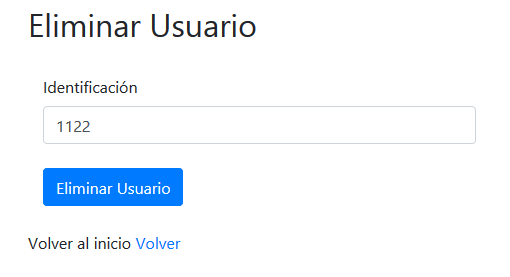 Eliminar Usuario
Identificación
1122
Eliminar Usuario
Volver al inicio Volver